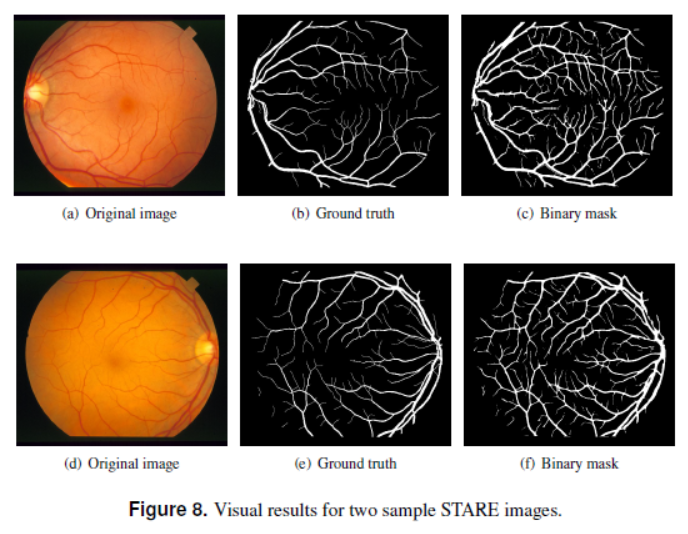 (a) Original image
(b) Ground truth
(c) Binary mask
(d) Original image
(e) Ground truth
(f) Binary mask
Figure 8. Visual results for two sample STARE images.